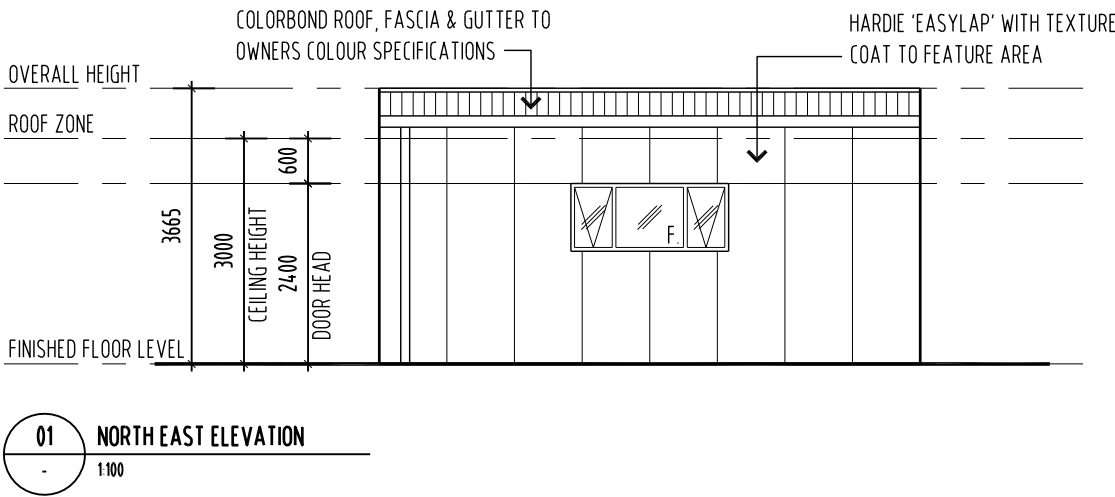 COLORBOND ROOF, FASCIA & GUTTER TO
OWNERS COLOUR SPECIFICATIONS
HARDIE 'EASYLAP' WITH TEXTURE
COAT TO FEATURE AREA
OVERALL HEIGHT
ROOF ZONE
600
3665
3000
CEILING HEIGHT
2400
DOOR HEAD
F.
FINISHED FLOOR LEVEL
01
NORTH EAST ELEVATION
-
1:100